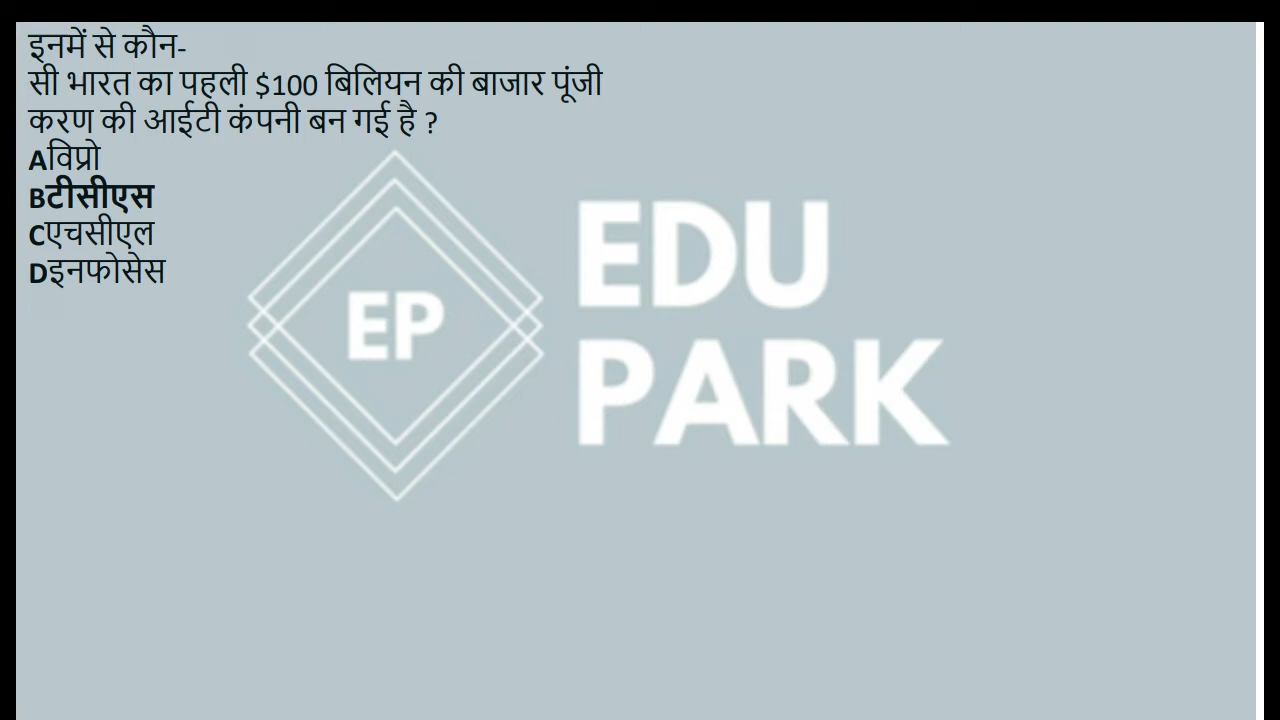 इनमें से कौन-
सी भारत का पहली $100 बिलियन की बाजार पूंजी
करण की आईटी कंपनी बन गई है ?
Aविप्रो
Bटीसीएस
Cएचसीएल
Dइनफोसेस
EP
EDU
PARK